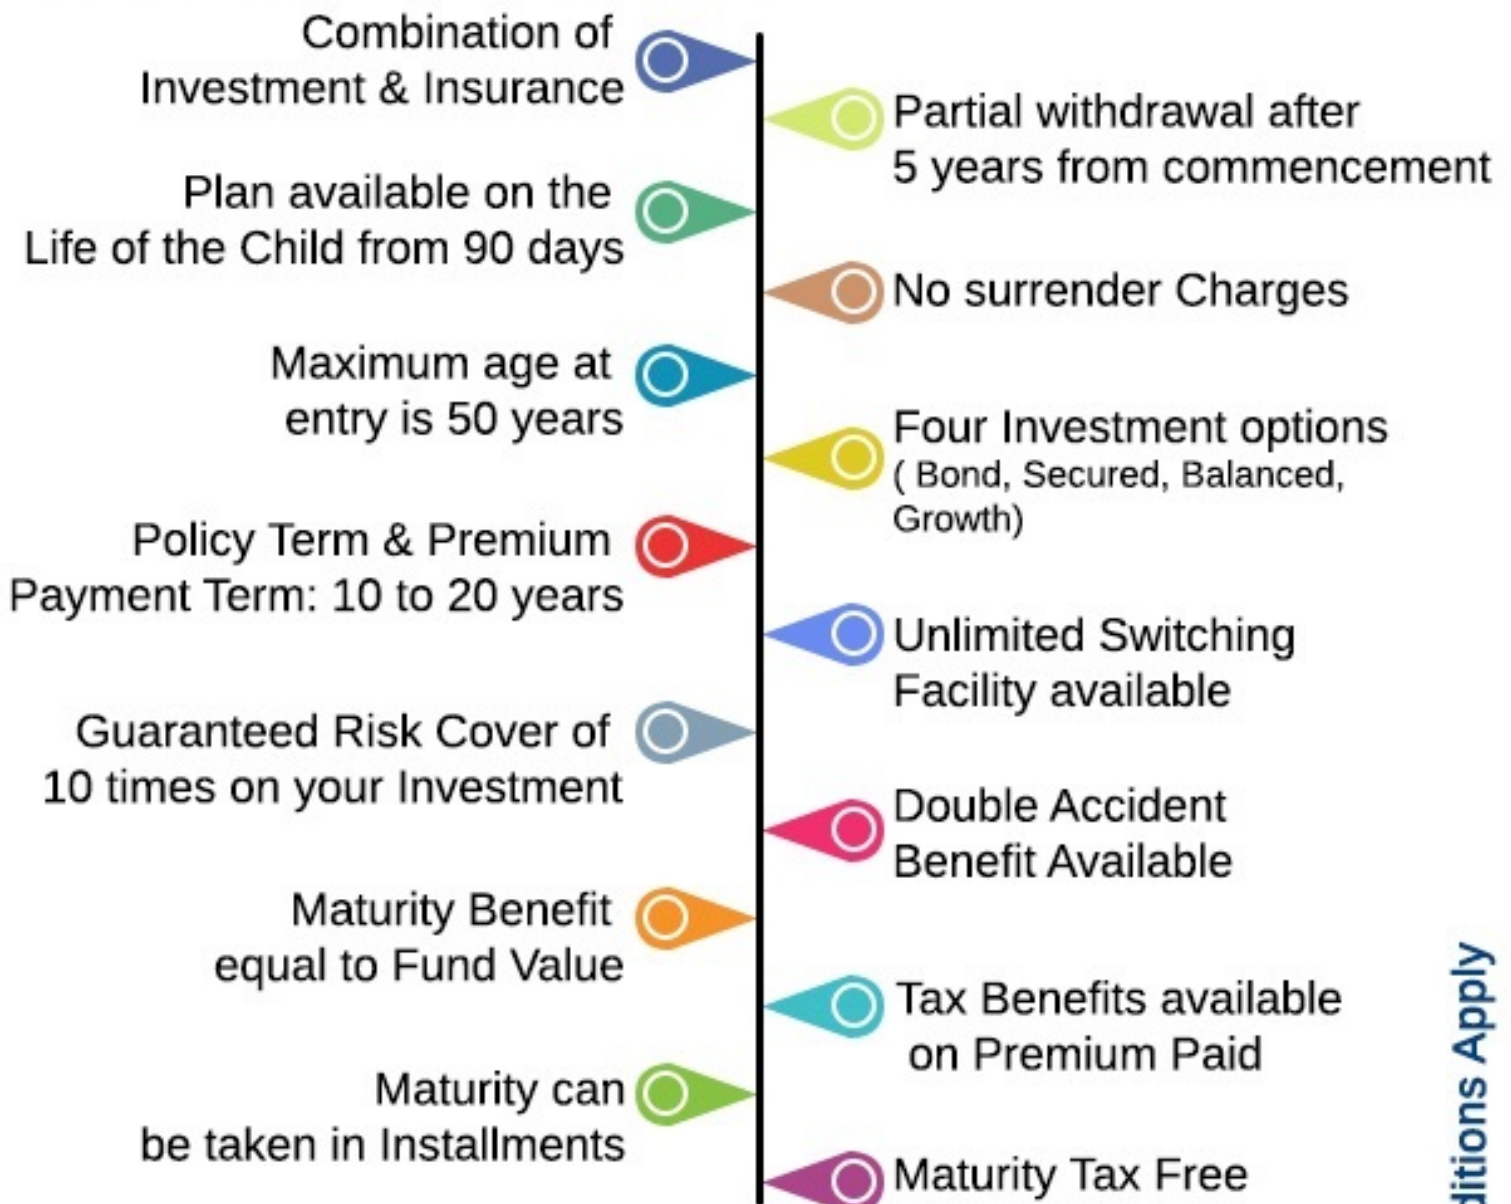 Combination of
Investment & Insurance
Partial withdrawal after
5 years from commencement
Plan available on the
Life of the Child from 90 days
No surrender Charges
Maximum age at
entry is 50 years
Four Investment options
( Bond, Secured, Balanced,
Growth)
Policy Term & Premium
Payment Term: 10 to 20 years
Unlimited Switching
Facility available
Guaranteed Risk Cover of
10 times on your Investment
Double Accident
Benefit Available
Maturity Benefit
equal to Fund Value
Tax Benefits available
on Premium Paid
Maturity can
be taken in Installments
Maturity Tax Free
Apply